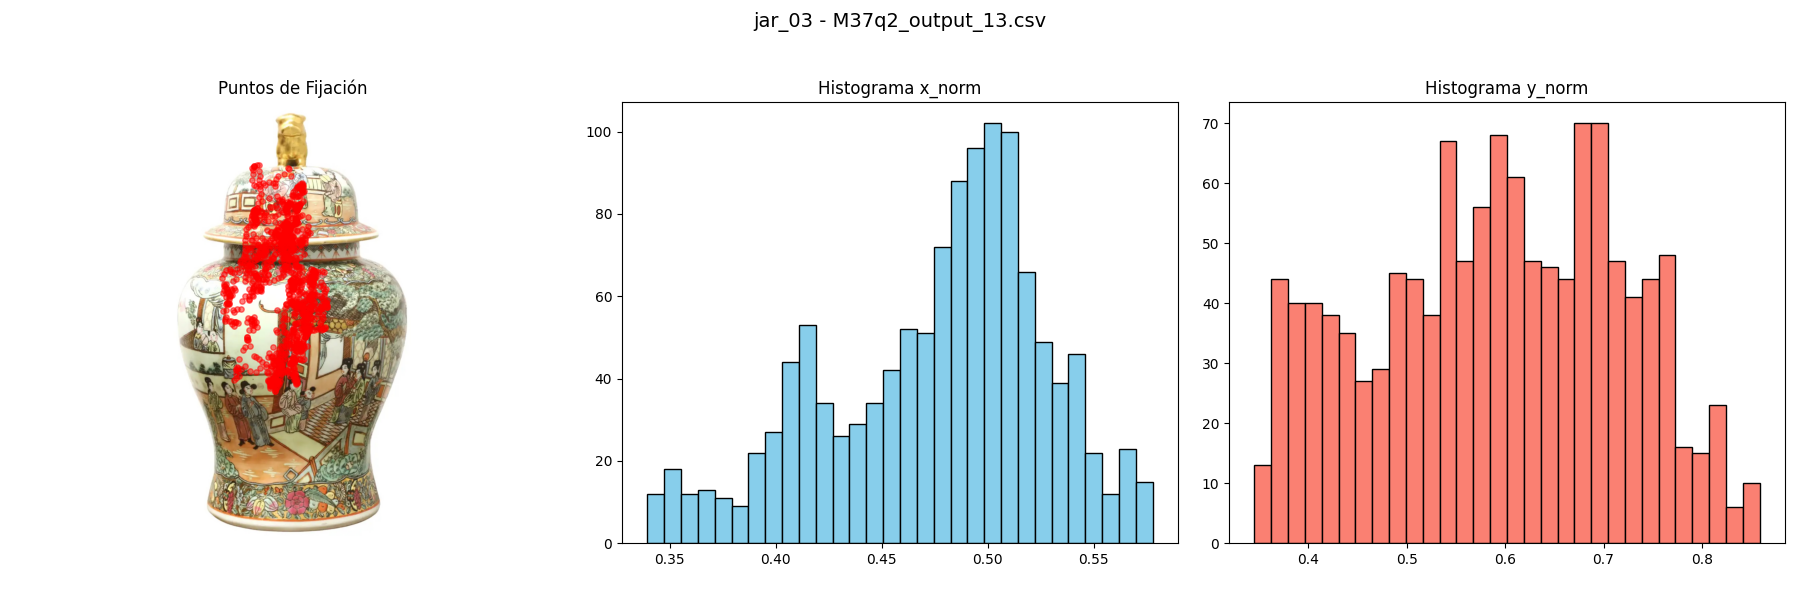 jar_03 - M37q2_output_13.csv
Puntos de Fijación
Histograma x_norm
100
80
60
40
20
0
0.35 0.40 0.45 0.50 0.55
Histograma y_norm
70
60
50
40
30
20
10
0
0.4 0.5 0.6 0.7 0.8